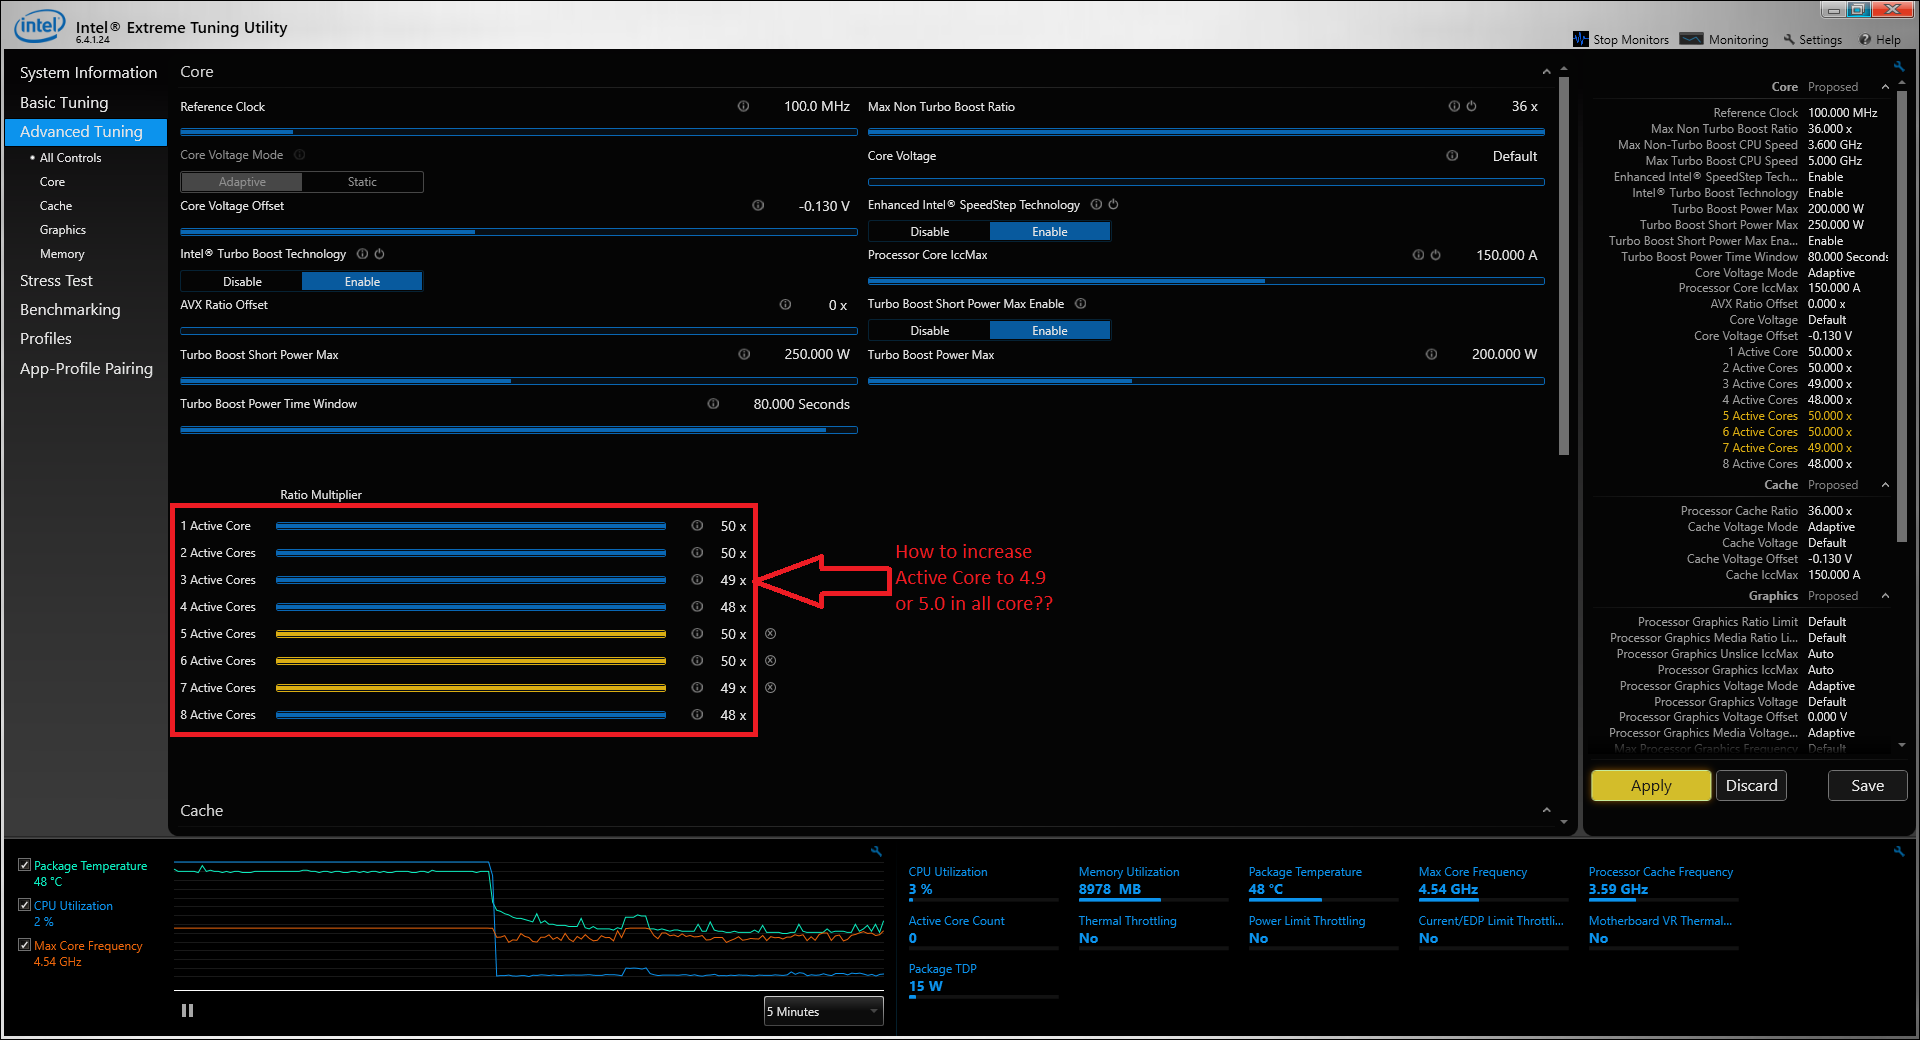 intel
Intel® Extreme Tuning Utility
6.4.1.24
Stop Monitors
Monitoring
Settings
Help
System Information
Basic Tuning
Advanced Tuning
• All Controls
Core
Cache
Graphics
Memory
Stress Test
Benchmarking
Profiles
App-Profile Pairing
Core
Reference Clock 100.0 MHz
Max Non Turbo Boost Ratio 36 x
Core Voltage Mode
Adaptive Static
Core Voltage Default
Core Voltage Offset -0.130 V
Enhanced Intel® SpeedStep Technology
Disable Enable
Intel® Turbo Boost Technology
Disable Enable
Processor Core IccMax 150.000 A
AVX Ratio Offset 0 x
Turbo Boost Short Power Max Enable
Disable Enable
Turbo Boost Short Power Max 250.000 W
Turbo Boost Power Max 200.000 W
Turbo Boost Power Time Window 80.000 Seconds
Ratio Multiplier
1 Active Core 50 x
2 Active Cores 50 x
3 Active Cores 49 x
4 Active Cores 48 x
5 Active Cores 50 x
6 Active Cores 50 x
7 Active Cores 49 x
8 Active Cores 48 x
How to increase
Active Core to 4.9
or 5.0 in all core??
Cache
Core Proposed
Reference Clock 100.000 MHz
Max Non Turbo Boost Ratio 36.000 x
Max Non-Turbo Boost CPU Speed 3.600 GHz
Max Turbo Boost CPU Speed 5.000 GHz
Enhanced Intel® SpeedStep Tech... Enable
Intel® Turbo Boost Technology Enable
Turbo Boost Power Max 200.000 W
Turbo Boost Short Power Max 250.000 W
Turbo Boost Short Power Max Ena... Enable
Turbo Boost Power Time Window 80.000 Seconds
Core Voltage Mode Adaptive
Processor Core IccMax 150.000 A
AVX Ratio Offset 0.000 x
Core Voltage Default
Core Voltage Offset -0.130 V
1 Active Core 50.000 x
2 Active Cores 50.000 x
3 Active Cores 49.000 x
4 Active Cores 48.000 x
5 Active Cores 50.000 x
6 Active Cores 50.000 x
7 Active Cores 49.000 x
8 Active Cores 48.000 x
Cache Proposed
Processor Cache Ratio 36.000 x
Cache Voltage Mode Adaptive
Cache Voltage Default
Cache Voltage Offset -0.130 V
Cache IccMax 150.000 A
Graphics Proposed
Processor Graphics Ratio Limit Default
Processor Graphics Media Ratio Li... Default
Processor Graphics Unslice IccMax Auto
Processor Graphics IccMax Auto
Processor Graphics Voltage Mode Adaptive
Processor Graphics Voltage Default
Processor Graphics Voltage Offset 0.000 V
Processor Graphics Media Voltage... Adaptive
Max Processor Graphics Frequency Default
Apply Discard Save
Package Temperature
48 °C
CPU Utilization
2 %
Max Core Frequency
4.54 GHz
5 Minutes
CPU Utilization
3 %
Memory Utilization
8978 MB
Package Temperature
48 °C
Max Core Frequency
4.54 GHz
Processor Cache Frequency
3.59 GHz
Active Core Count
0
Thermal Throttling
No
Power Limit Throttling
No
Current/EDP Limit Throttli...
No
Motherboard VR Thermal...
No
Package TDP
15 W